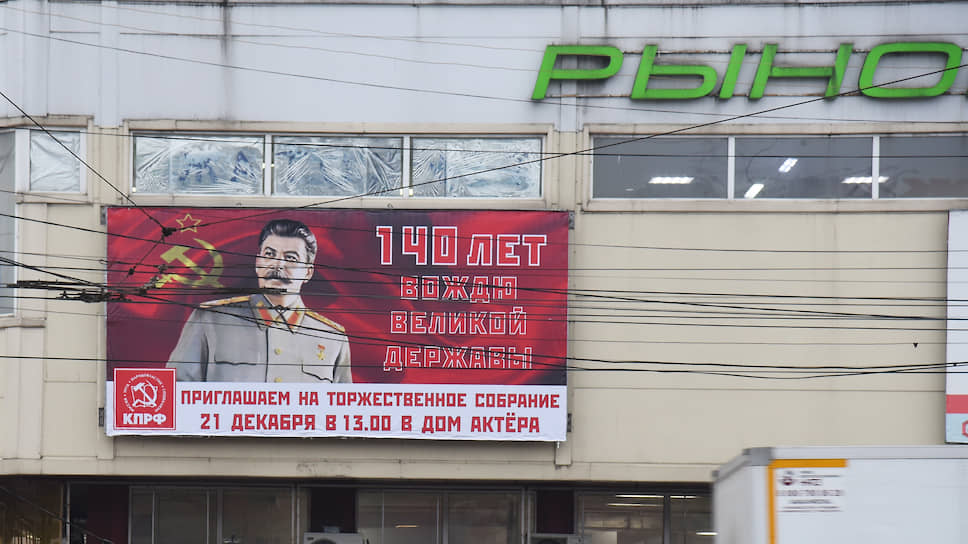 РЫНО
140 ЛЕТ
ВОЖДЮ
ВЕЛИКОЙ
ДЕРЖАВЫ
КПРФ
ПРИГЛАШАЕМ НА ТОРЖЕСТВЕННОЕ СОБРАНИЕ
21 ДЕКАБРЯ В 13.00 В ДОМ АКТЁРА